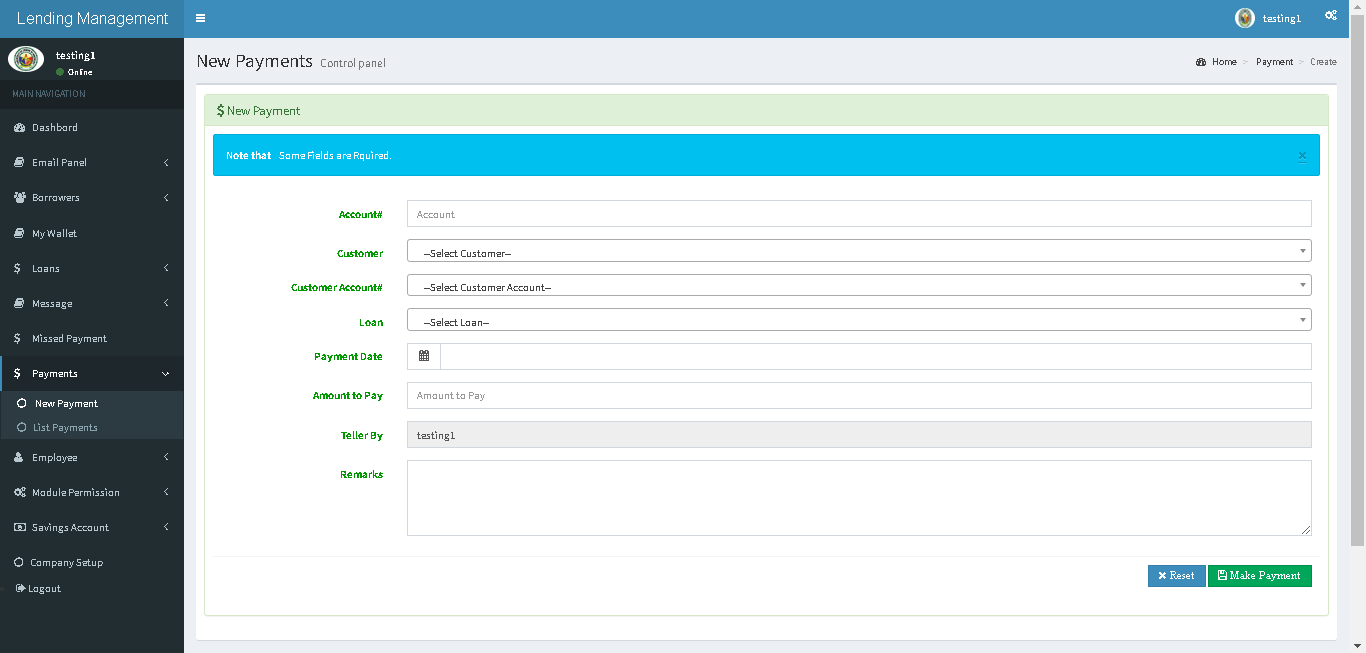 Lending Management
testing1
testing1
Online
MAIN NAVIGATION
Dashbord
Email Panel
Borrowers
My Wallet
Loans
Message
Missed Payment
Payments
New Payment
List Payments
Employee
Module Permission
Savings Account
Company Setup
Logout
New Payments Control panel
Home > Payment > Create
$ New Payment
Note that Some Fields are Rquired. ×
Account# Account
Customer --Select Customer--
Customer Account# --Select Customer Account--
Loan --Select Loan--
Payment Date
Amount to Pay Amount to Pay
Teller By testing1
Remarks
Reset Make Payment